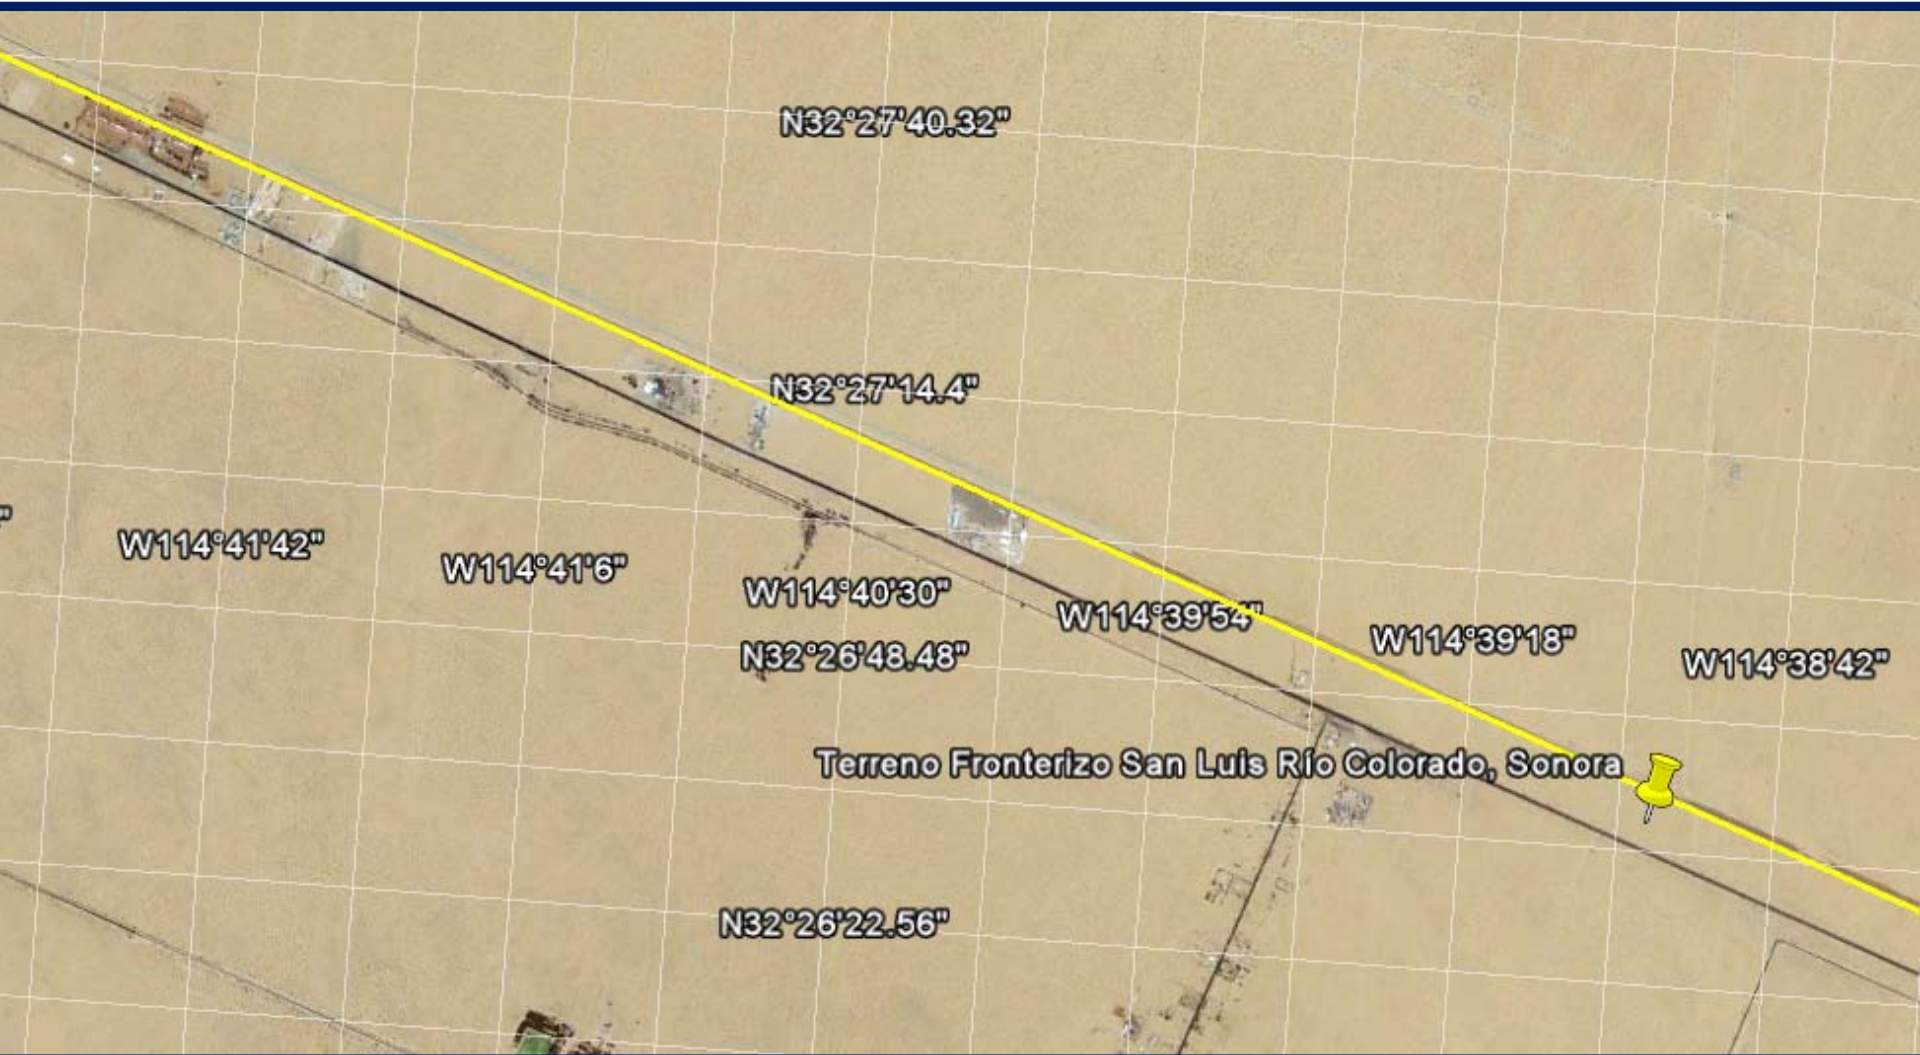 N32°27'40.32"
N32°27'14.4"
W114°41'42"
W114°41'6"
W114°40'30"
W114°39'54"
W114°39'18"
W114°38'42"
N32°26'48.48"
Terreno Fronterizo San Luis Río Colorado, Sonora
N32°26'22.56"